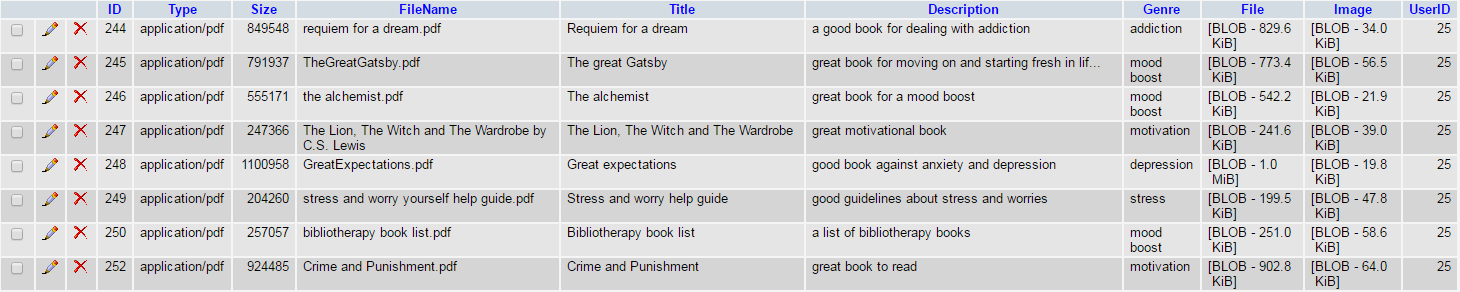 ID Type Size FileName Title Description Genre File Image UserID
244 application/pdf 849548 requiem for a dream.pdf Requiem for a dream a good book for dealing with addiction addiction [BLOB - 829.6 [BLOB - 34.0 25
KiB] KiB]
245 application/pdf 791937 TheGreatGatsby.pdf The great Gatsby great book for moving on and starting fresh in lif... mood [BLOB - 773.4 [BLOB - 56.5 25
boost KiB] KiB]
246 application/pdf 555171 the alchemist.pdf The alchemist great book for a mood boost mood [BLOB - 542.2 [BLOB - 21.9 25
boost KiB] KiB]
247 application/pdf 247366 The Lion, The Witch and The Wardrobe by The Lion, The Witch and The Wardrobe great motivational book motivation [BLOB - 241.6 [BLOB - 39.0 25
C.S. Lewis KiB] KiB]
248 application/pdf 1100958 GreatExpectations.pdf Great expectations good book against anxiety and depression depression [BLOB - 1.0 [BLOB - 19.8 25
MiB] KiB]
249 application/pdf 204260 stress and worry yourself help guide.pdf Stress and worry help guide good guidelines about stress and worries stress [BLOB - 199.5 [BLOB - 47.8 25
KiB] KiB]
250 application/pdf 257057 bibliotherapy book list.pdf Bibliotherapy book list a list of bibliotherapy books mood [BLOB - 251.0 [BLOB - 58.6 25
boost KiB] KiB]
252 application/pdf 924485 Crime and Punishment.pdf Crime and Punishment great book to read motivation [BLOB - 902.8 [BLOB - 64.0 25
KiB] KiB]